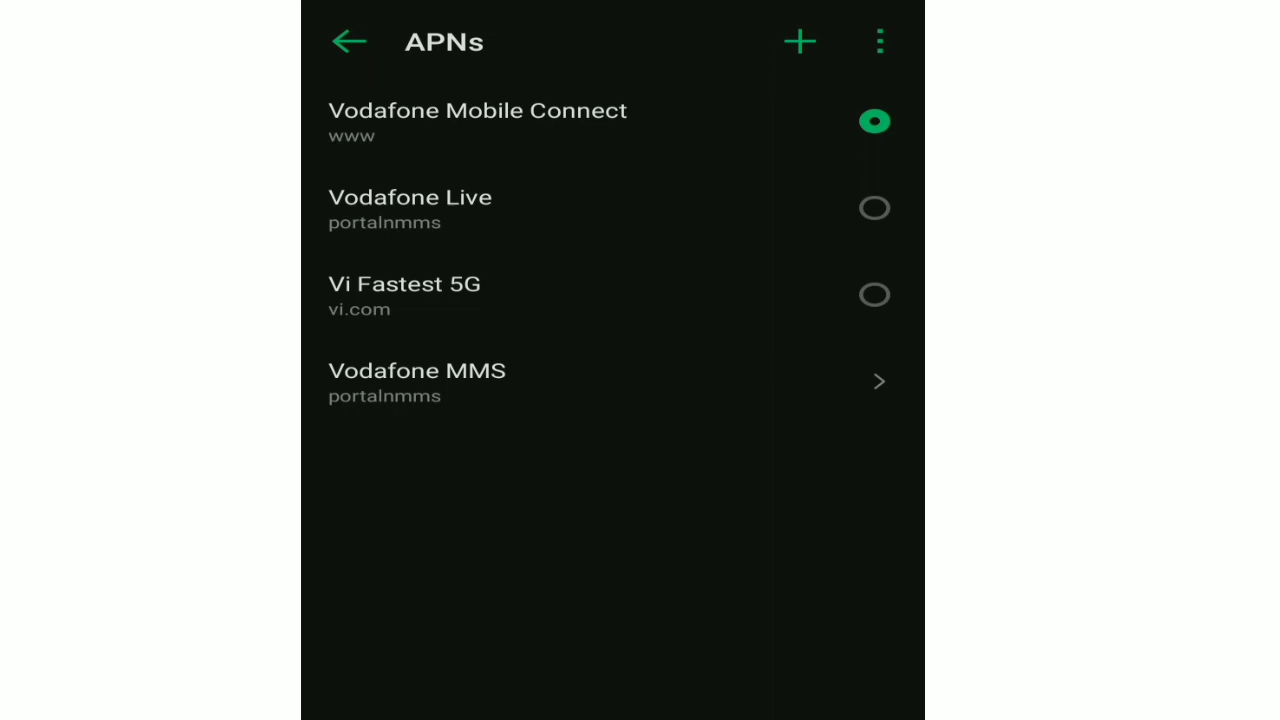 APNs
Vodafone Mobile Connect
www
Vodafone Live
portalnmms
Vi Fastest 5G
vi.com
Vodafone MMS
portalnmms